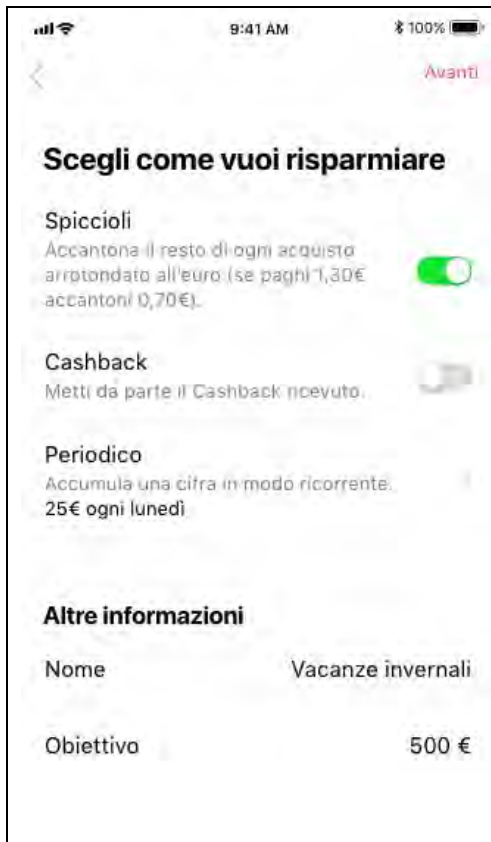 9:41 AM
100%
Avanti
Scegli come vuoi risparmiare
Spiccioli
Accantona il resto di ogni acquisto
arrotondato all'euro (se paghi 1,30€
accantoni 0,70€).
Cashback
Metti da parte il Cashback ricevuto.
Periodico
Accumula una cifra in modo ricorrente.
25€ ogni lunedì
Altre informazioni
Nome
Vacanze invernali
Obiettivo
500 €